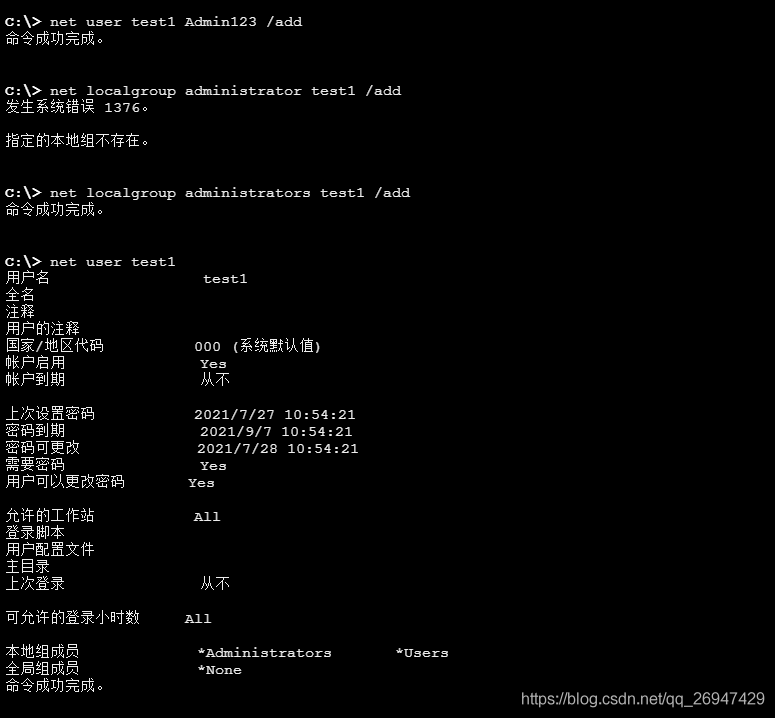 C:\> net user test1 Admin123 /add
命令成功完成。
C:\> net localgroup administrator test1 /add
发生系统错误 1376。
指定的本地组不存在。
C:\> net localgroup administrators test1 /add
命令成功完成。
C:\> net user test1
用户名 test1
全名
注释
用户的注释
国家/地区代码 000 (系统默认值)
帐户启用 Yes
帐户到期 从不
上次设置密码 2021/7/27 10:54:21
密码到期 2021/9/7 10:54:21
密码可更改 2021/7/28 10:54:21
需要密码 Yes
用户可以更改密码 Yes
允许的工作站 All
登录脚本
用户配置文件
主目录
上次登录 从不
可允许的登录小时数 All
本地组成员 *Administrators *Users
全局组成员 *None
命令成功完成。
https://blog.csdn.net/qq_26947429